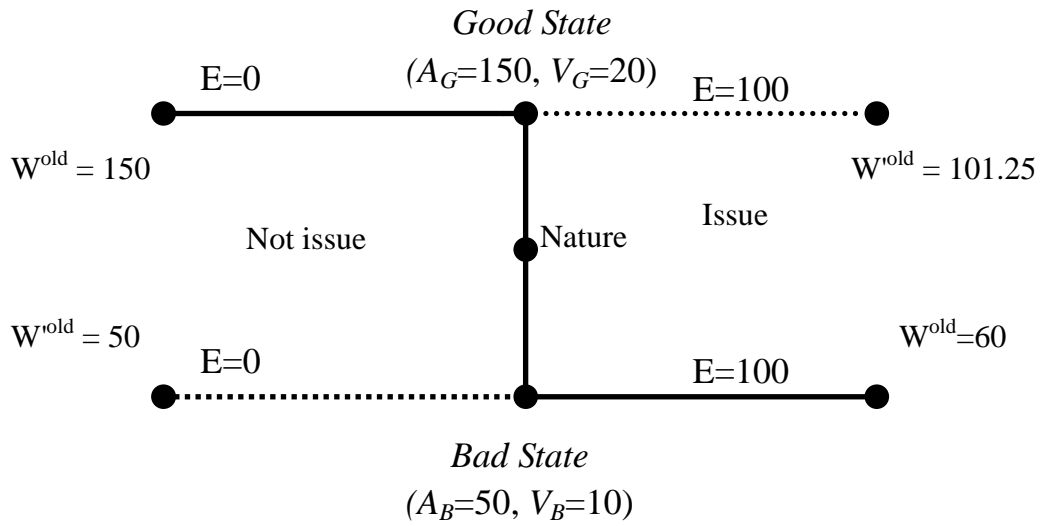 Good State
(A_G=150, V_G=20)
E=0
E=100
W^old = 150
W'^old = 101.25
Not issue
Nature
Issue
W'^old = 50
W^old=60
E=0
E=100
Bad State
(A_B=50, V_B=10)